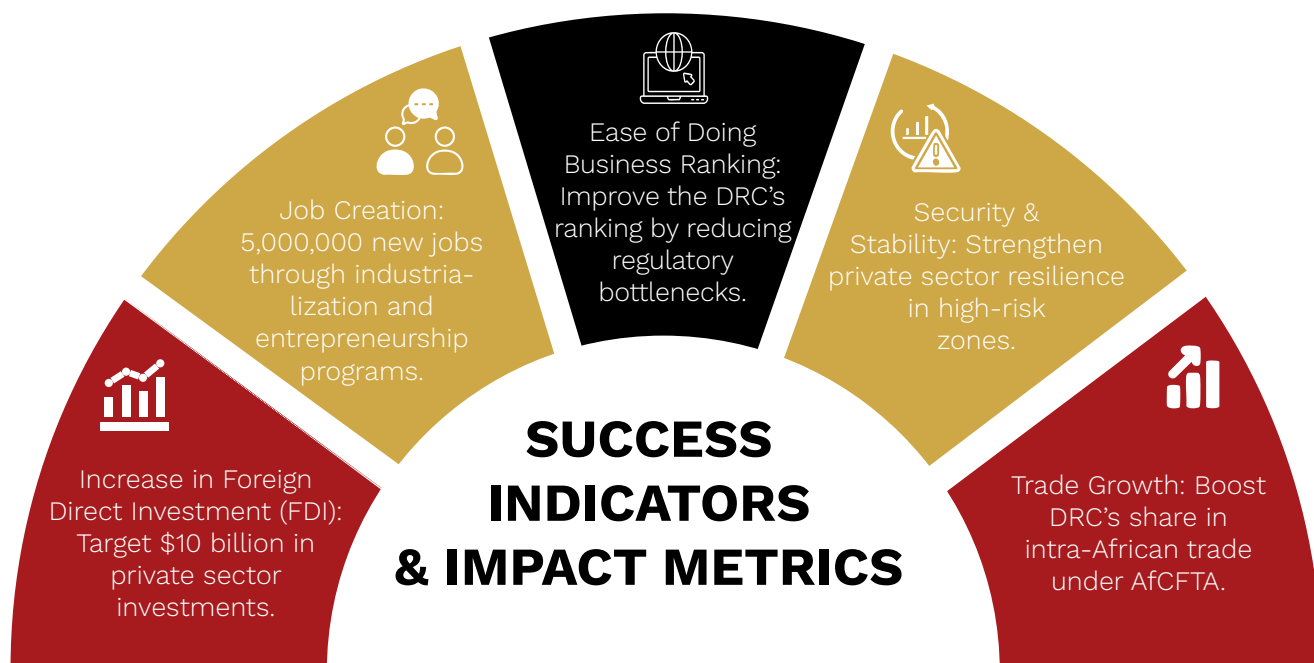 Increase in Foreign
Direct Investment (FDI):
Target $10 billion in
private sector
investments.
Job Creation:
5,000,000 new jobs
through industria-
lization and
entrepreneurship
programs.
Ease of Doing
Business Ranking:
Improve the DRC’s
ranking by reducing
regulatory
bottlenecks.
Security &
Stability: Strengthen
private sector resilience
in high-risk
zones.
Trade Growth: Boost
DRC’s share in
intra-African trade
under AfCFTA.
SUCCESS
INDICATORS
& IMPACT METRICS